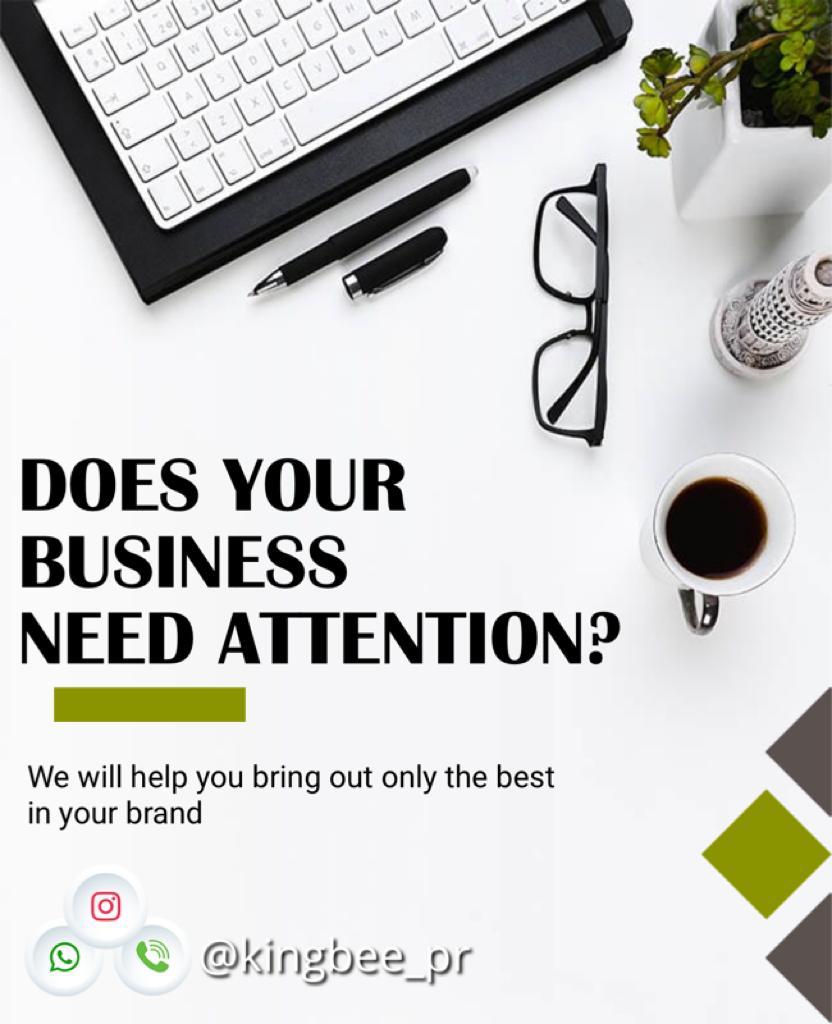 DOES YOUR
BUSINESS
NEED ATTENTION?
We will help you bring out only the best
in your brand
@kingbee_pr